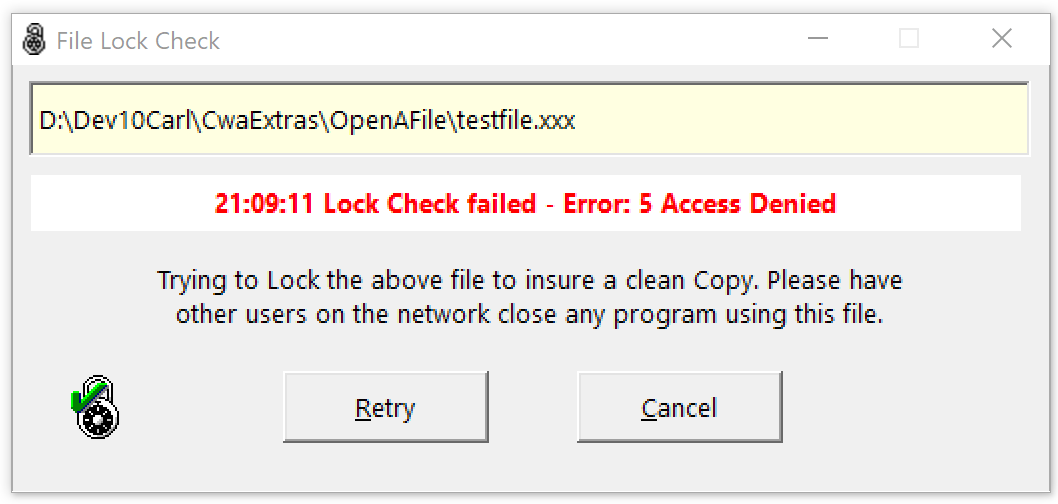 File Lock Check
D:\Dev10Carl\CwaExtras\OpenAFile\testfile.xxx
21:09:11 Lock Check failed - Error: 5 Access Denied
Trying to Lock the above file to insure a clean Copy. Please have
other users on the network close any program using this file.
Retry
Cancel